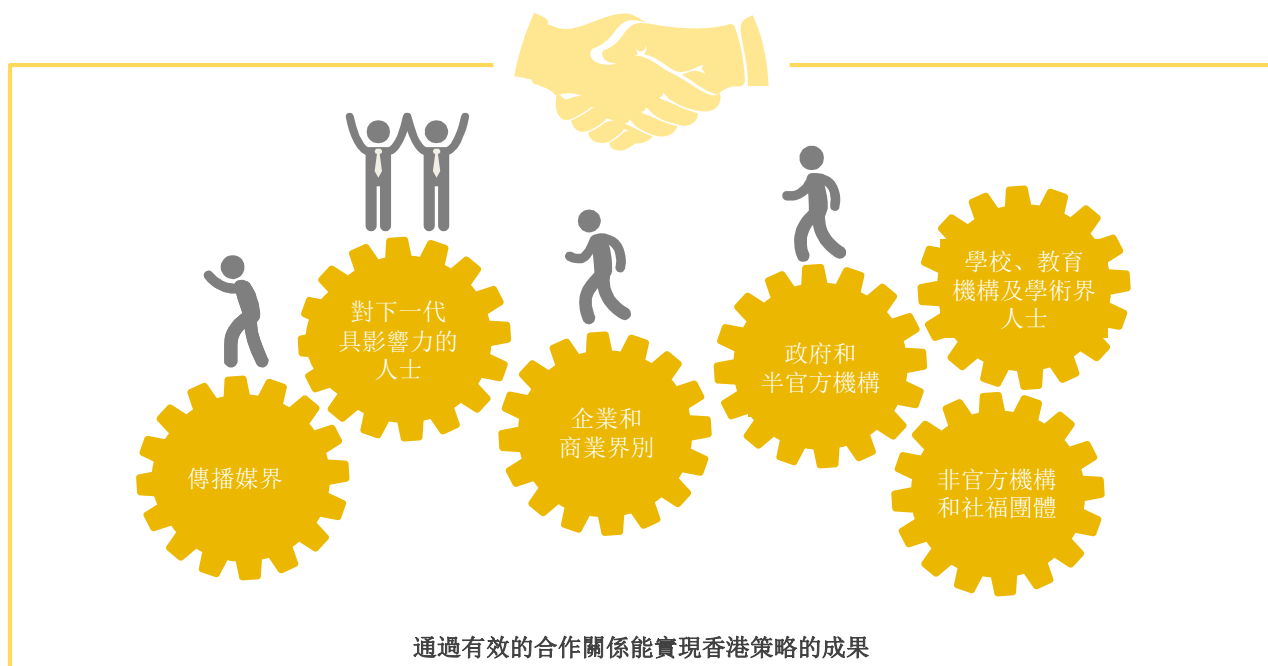 傳播媒界
對下一代
具影響力的
人士
企業和
商業界別
政府和
半官方機構
學校、教育
機構及學術界
人士
非官方機構
和社福團體
通過有效的合作關係能實現香港策略的成果